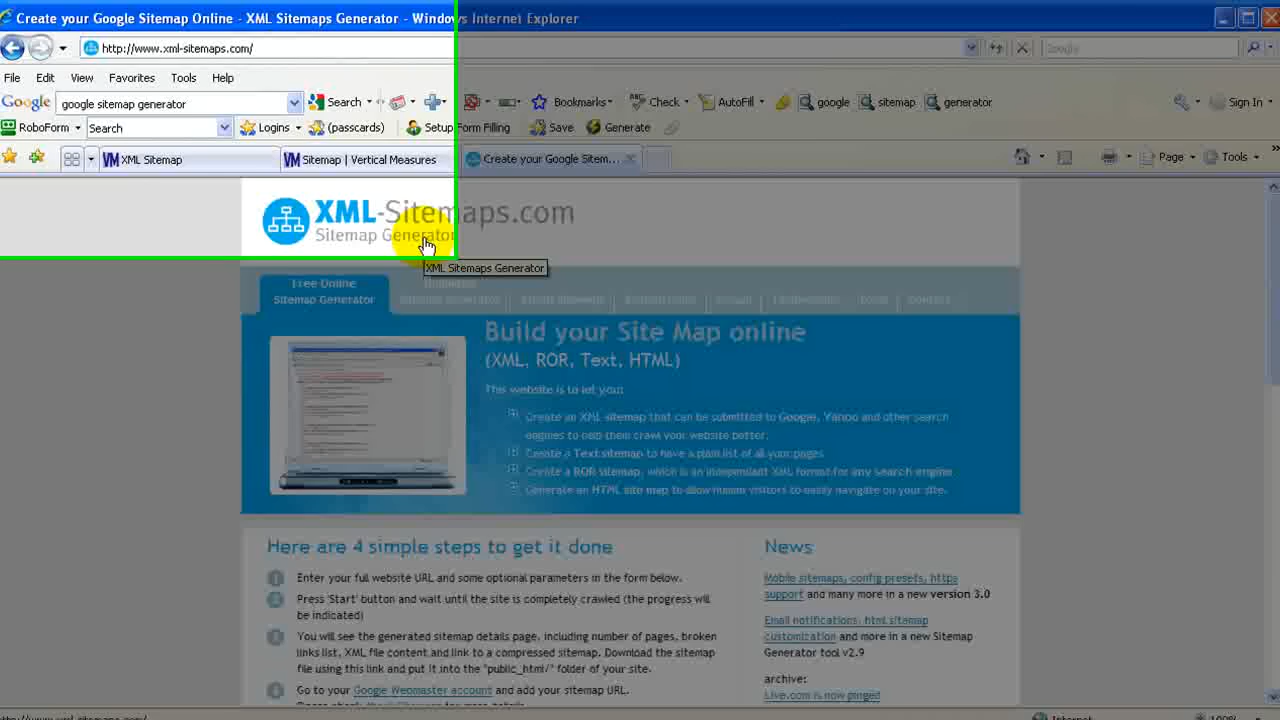 Create your Google Sitemap Online - XML Sitemaps Generator - Windows Internet Explorer
http://www.xml-sitemaps.com/
Google
File Edit View Favorites Tools Help
Google google sitemap generator Search Bookmarks Check AutoFill google sitemap generator Sign In
RoboForm Search Logins (passcards) Setup Form Filling Save Generate
VM XML Sitemap VM Sitemap | Vertical Measures Create your Google Sitem... Page Tools
XML-Sitemaps.com
Sitemap Generator
XML Sitemaps Generator
Free Online
Sitemap Generator
Build your Site Map online
(XML, ROR, Text, HTML)
This website is to let you:
Create an XML sitemap that can be submitted to Google, Yahoo and other search
engines to help them crawl your website better.
Create a Text sitemap to have a plain list of all your pages.
Create a ROR sitemap, which is an independant XML format for any search engine.
Generate an HTML site map to allow human visitors to easily navigate on your site.
Here are 4 simple steps to get it done
Enter your full website URL and some optional parameters in the form below.
Press 'Start' button and wait until the site is completely crawled (the progress
will be indicated)
You will see the generated sitemap details page, including number of pages, broken
links list, XML file content and link to a compressed sitemap. Download the sitemap
file using this link and put it into the "public_html/" folder of your site.
Go to your Google Webmaster account and add your sitemap URL.
News
Mobile sitemaps, config presets, https
support and many more in a new version 3.0
Email notifications, html sitemap
customization and more in a new Sitemap
Generator tool v2.9
archive:
Live.com is now pinged
http://www.xml-sitemaps.com/ Internet 100%